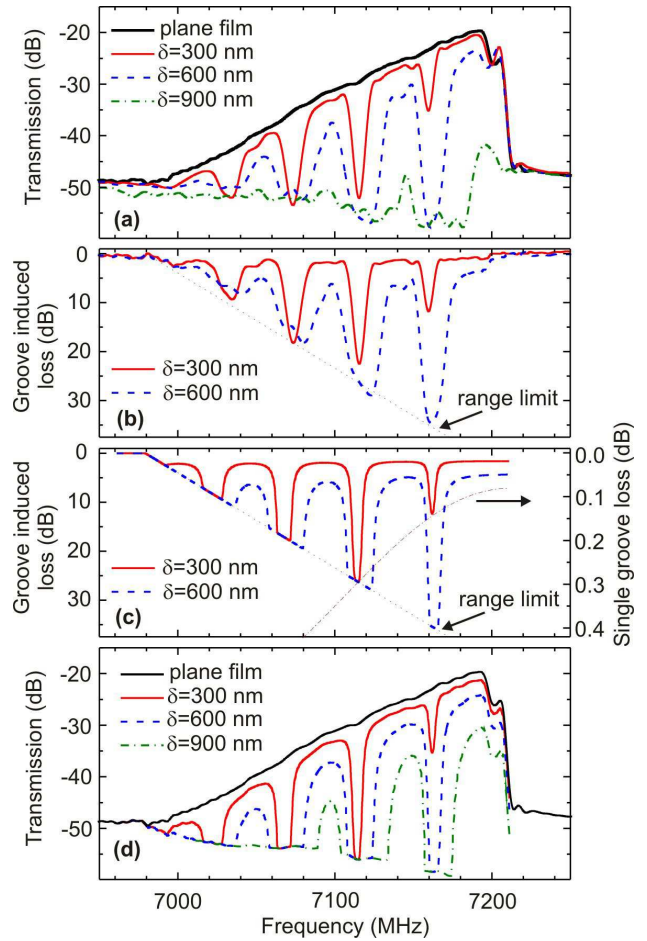 Transmission (dB)
-20
-30
-40
-50
plane film
δ=300 nm
δ=600 nm
δ=900 nm
(a)
Groove induced
loss (dB)
0
10
20
30
δ=300 nm
δ=600 nm
range limit
(b)
Groove induced
loss (dB)
0
10
20
30
δ=300 nm
δ=600 nm
range limit
(c)
0.0
0.1
0.2
0.3
0.4
Single groove loss (dB)
Transmission (dB)
-20
-30
-40
-50
plane film
δ=300 nm
δ=600 nm
δ=900 nm
(d)
7000
7100
7200
Frequency (MHz)